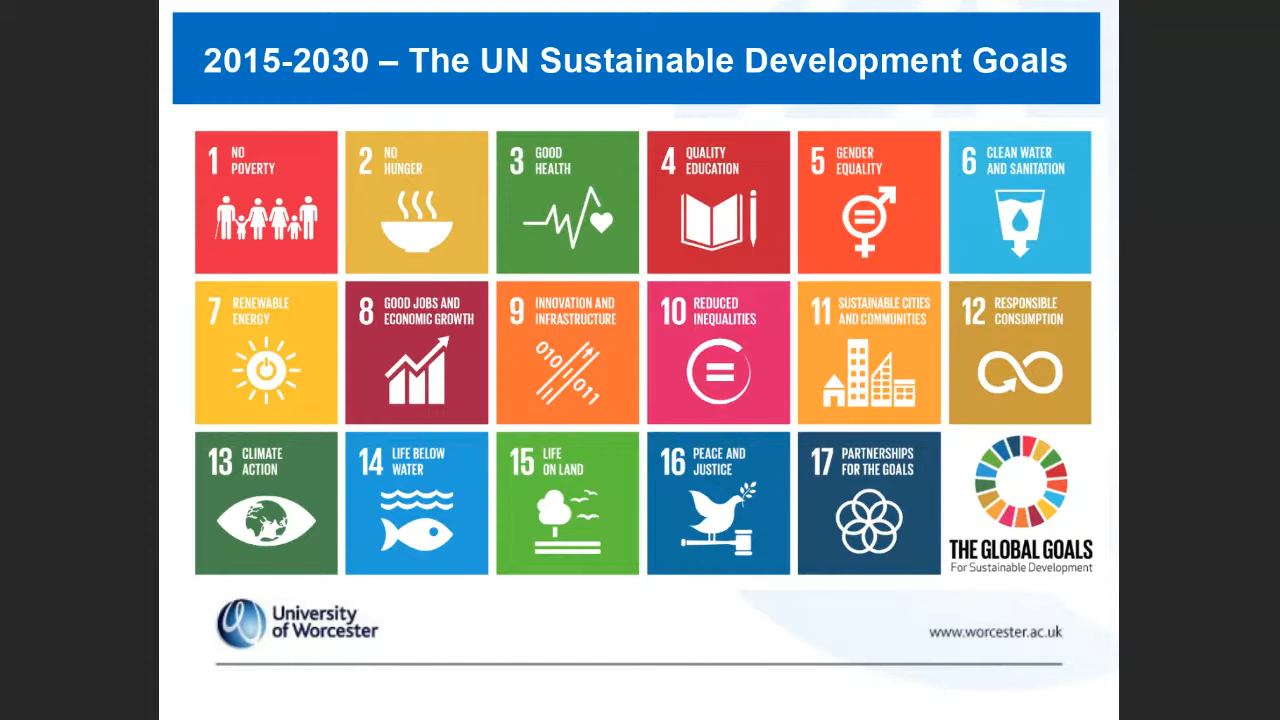 2015-2030 – The UN Sustainable Development Goals
1 NO
POVERTY
2 NO
HUNGER
3 GOOD
HEALTH
4 QUALITY
EDUCATION
5 GENDER
EQUALITY
6 CLEAN WATER
AND SANITATION
7 RENEWABLE
ENERGY
8 GOOD JOBS AND
ECONOMIC GROWTH
9 INNOVATION AND
INFRASTRUCTURE
010
011
10 REDUCED
INEQUALITIES
11 SUSTAINABLE CITIES
AND COMMUNITIES
12 RESPONSIBLE
CONSUMPTION
13 CLIMATE
ACTION
14 LIFE BELOW
WATER
15 LIFE
ON LAND
16 PEACE AND
JUSTICE
17 PARTNERSHIPS
FOR THE GOALS
THE GLOBAL GOALS
For Sustainable Development
University
of Worcester
www.worcester.ac.uk